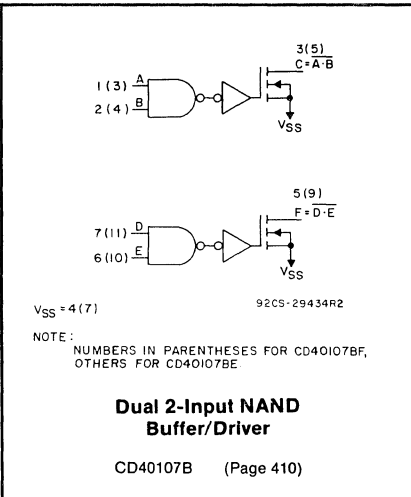 3(5)
C=A·B
1(3) A
2(4) B
VSS
5(9)
F=D·E
7(11) D
6(10) E
VSS
VSS=4(7)
92CS-29434R2
NOTE:
NUMBERS IN PARENTHESES FOR CD40107BF,
OTHERS FOR CD40107BE.
Dual 2-Input NAND
Buffer/Driver
CD40107B (Page 410)